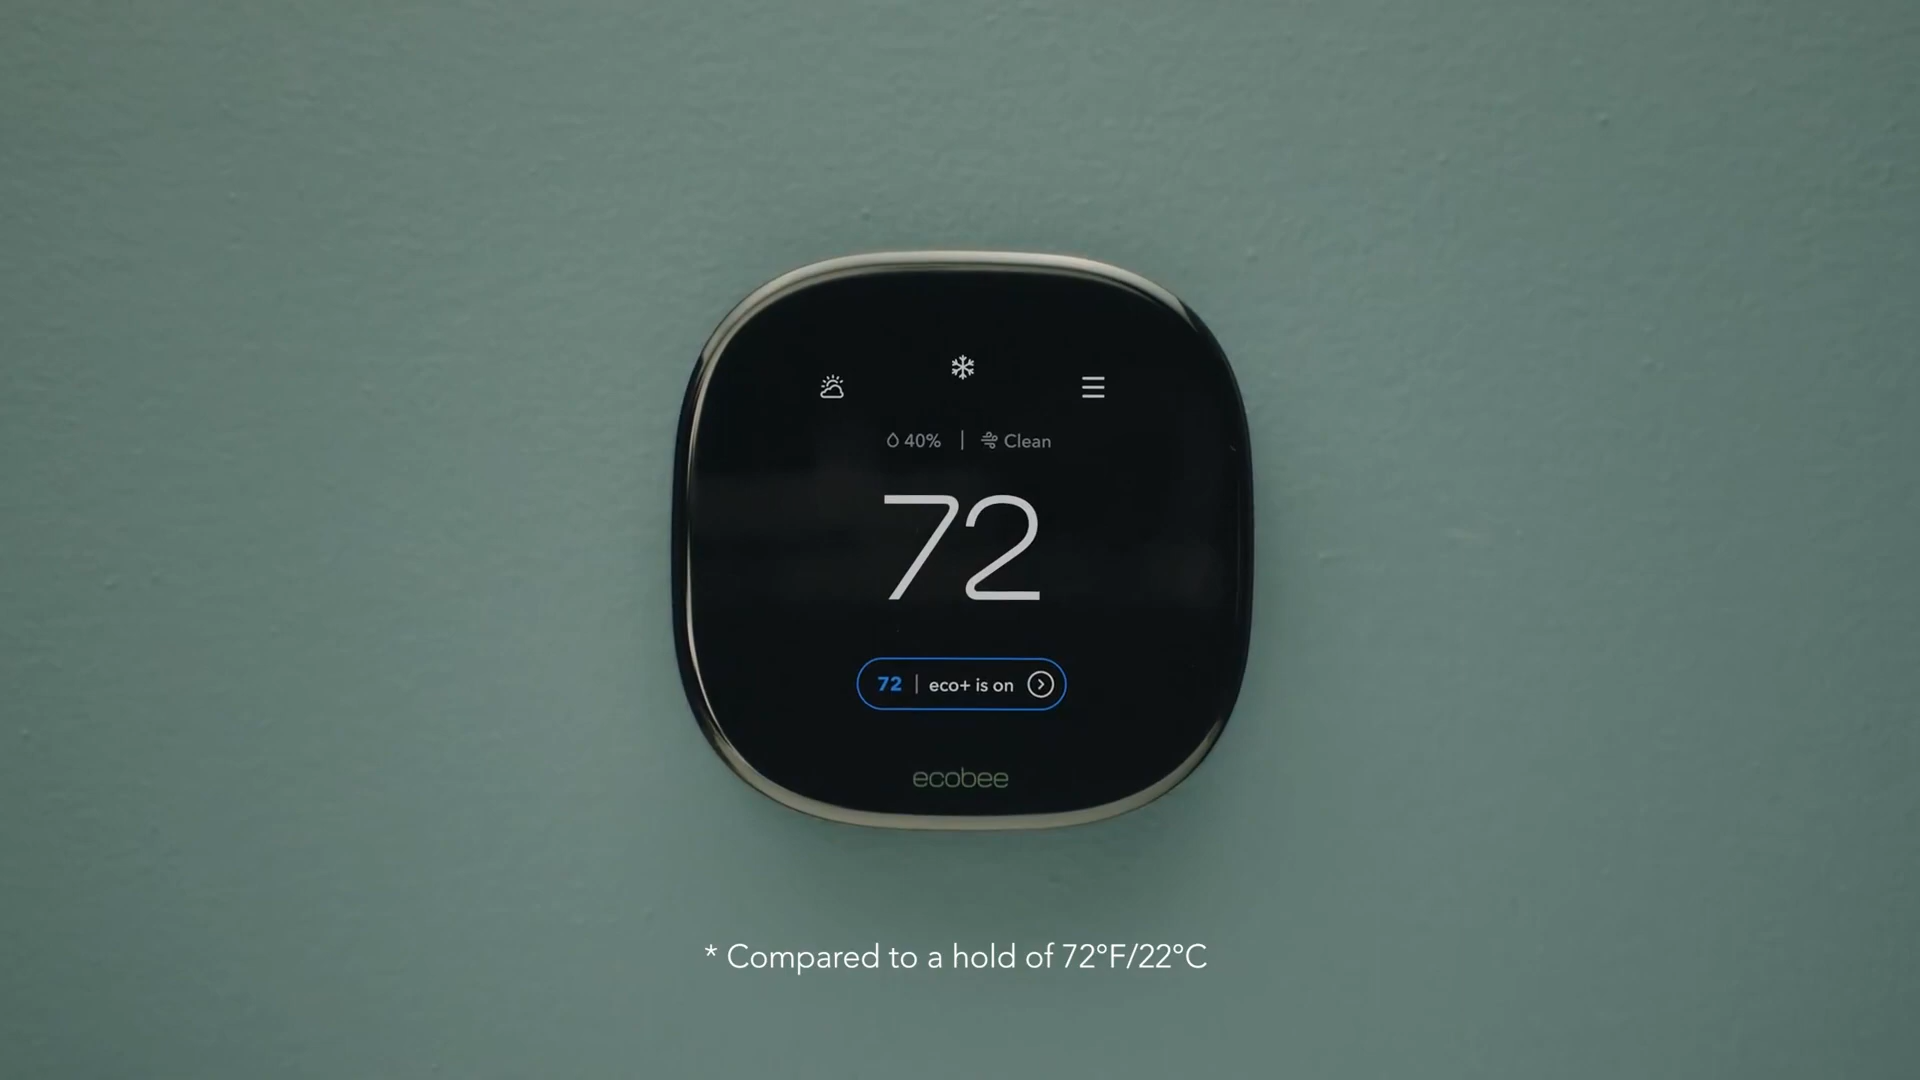 40% | Clean
72
72 | eco+ is on
ecobee
* Compared to a hold of 72°F/22°C